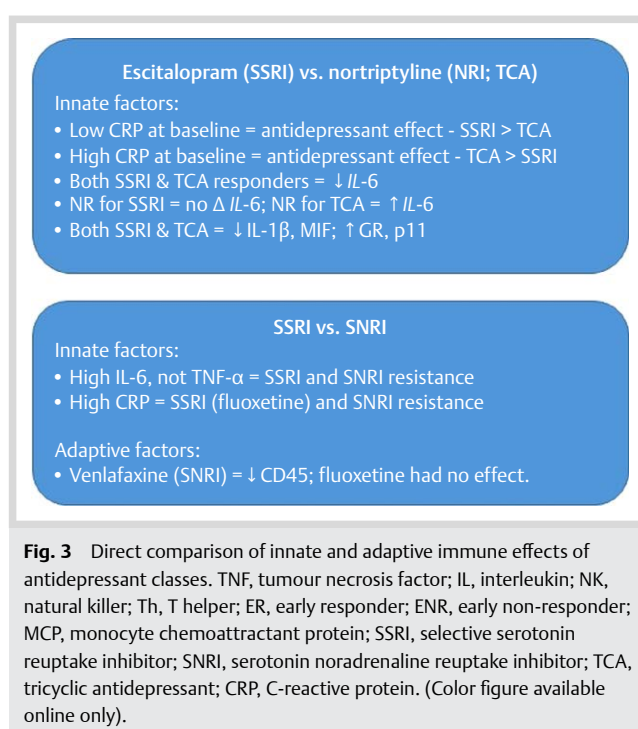 Escitalopram (SSRI) vs. nortriptyline (NRI; TCA)
Innate factors:
• Low CRP at baseline = antidepressant effect - SSRI > TCA
• High CRP at baseline = antidepressant effect - TCA > SSRI
• Both SSRI & TCA responders = ↓IL-6
• NR for SSRI = no Δ IL-6; NR for TCA = ↑IL-6
• Both SSRI & TCA = ↓IL-1β, MIF; ↑GR, p11
SSRI vs. SNRI
Innate factors:
• High IL-6, not TNF-α = SSRI and SNRI resistance
• High CRP = SSRI (fluoxetine) and SNRI resistance
Adaptive factors:
• Venlafaxine (SNRI) = ↓CD45; fluoxetine had no effect.
Fig. 3 Direct comparison of innate and adaptive immune effects of
antidepressant classes. TNF, tumour necrosis factor; IL, interleukin; NK,
natural killer; Th, T helper; ER, early responder; ENR, early non-responder;
MCP, monocyte chemoattractant protein; SSRI, selective serotonin
reuptake inhibitor; SNRI, serotonin noradrenaline reuptake inhibitor; TCA,
tricyclic antidepressant; CRP, C-reactive protein. (Color figure available
online only).